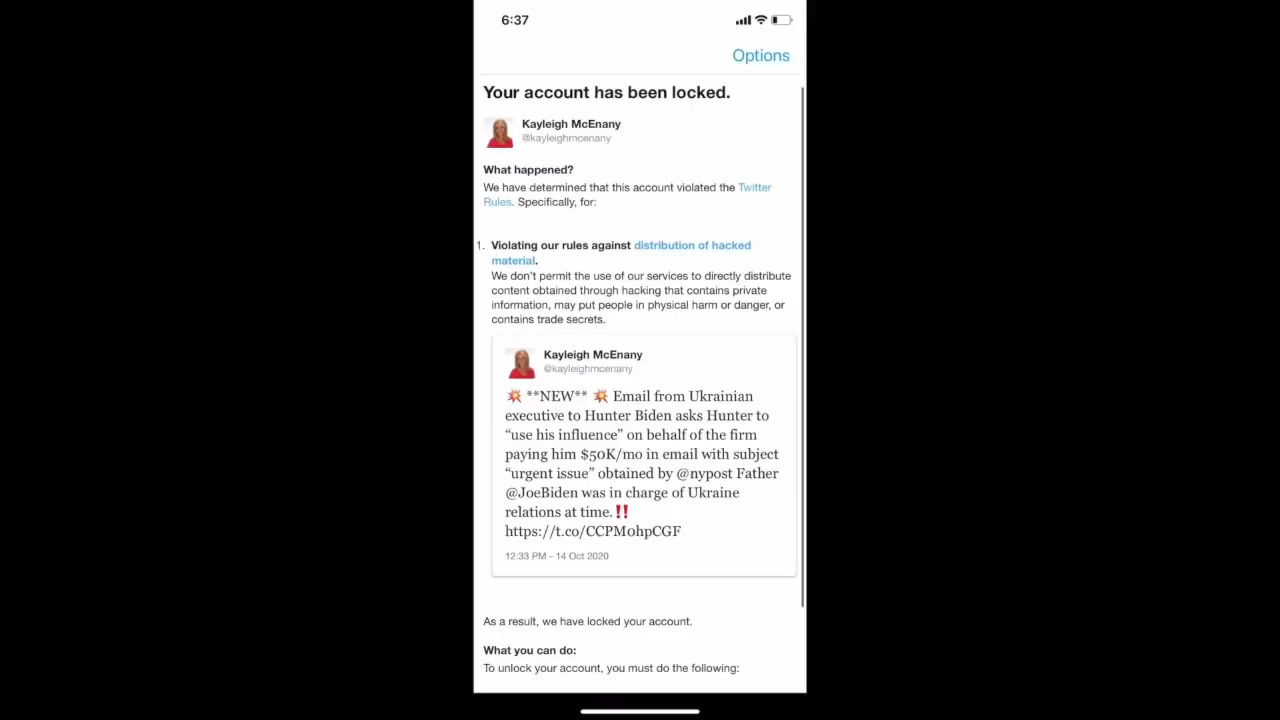 6:37
Options
Your account has been locked.
Kayleigh McEnany
@kayleighmcenany
What happened?
We have determined that this account violated the Twitter
Rules. Specifically, for:
1. Violating our rules against distribution of hacked
material.
We don't permit the use of our services to directly distribute
content obtained through hacking that contains private
information, may put people in physical harm or danger, or
contains trade secrets.
Kayleigh McEnany
@kayleighmcenany
💥 **NEW** 💥 Email from Ukrainian
executive to Hunter Biden asks Hunter to
“use his influence” on behalf of the firm
paying him $50K/mo in email with subject
“urgent issue” obtained by @nypost Father
@JoeBiden was in charge of Ukraine
relations at time.‼️
https://t.co/CCPM0hpCGF
12:33 PM - 14 Oct 2020
As a result, we have locked your account.
What you can do:
To unlock your account, you must do the following: